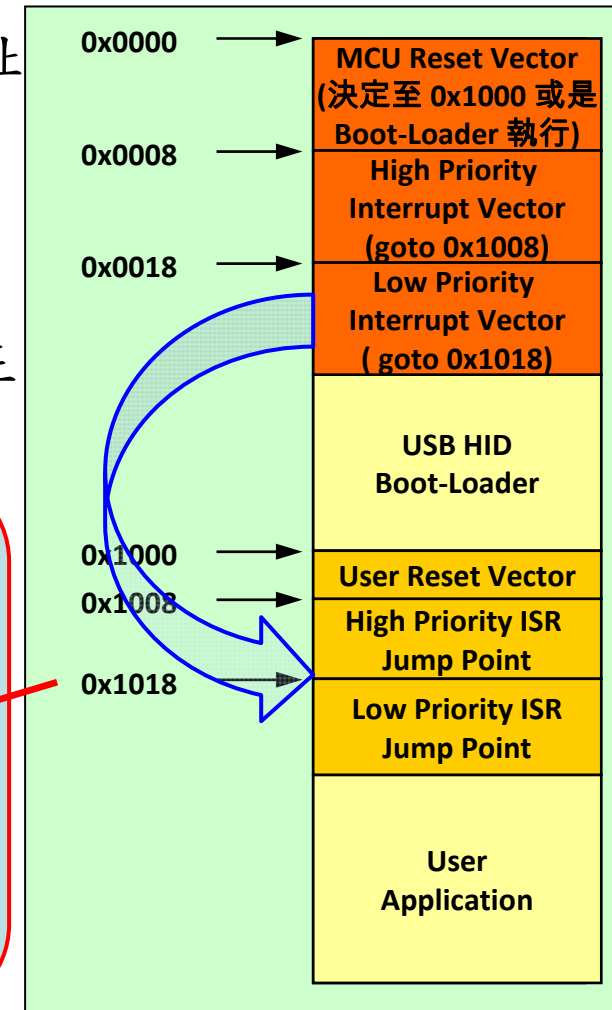 止
0x0000
MCU Reset Vector
(決定至 0x1000 或是
Boot-Loader 執行)
0x0008
High Priority
Interrupt Vector
(goto 0x1008)
0x0018
Low Priority
Interrupt Vector
( goto 0x1018)
USB HID
Boot-Loader
0x1000
User Reset Vector
0x1008
High Priority ISR
Jump Point
0x1018
Low Priority ISR
Jump Point
User
Application